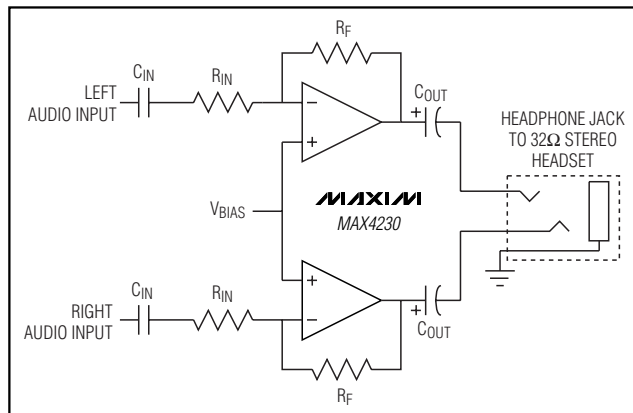 RF
CIN
RIN
COUT
LEFT
AUDIO INPUT
−
+
+
HEADPHONE JACK
TO 32Ω STEREO
HEADSET
VBIAS
MAXIM
MAX4230
CIN
RIN
RIGHT
AUDIO INPUT
+
−
+
COUT
RF